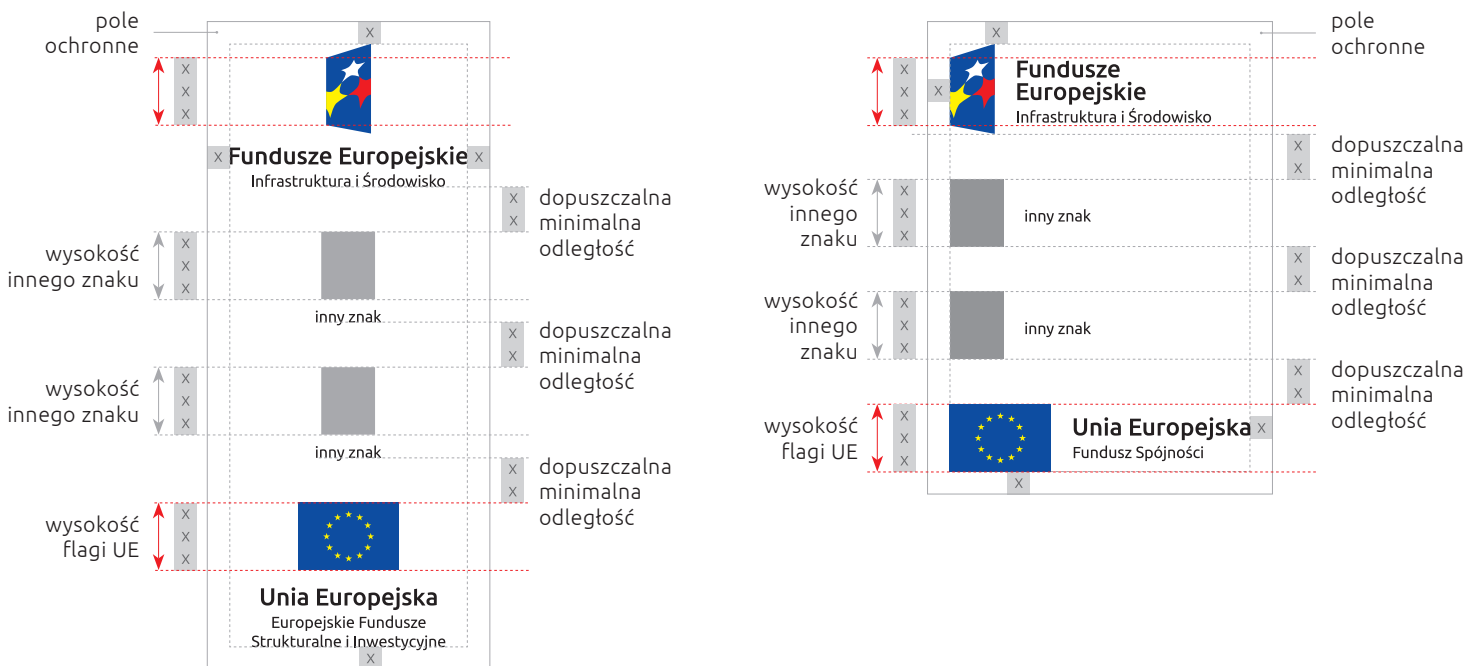 pole
ochronne
X
X
X
X
X
Fundusze Europejskie
X
Infrastruktura i Środowisko
X
X
dopuszczalna
minimalna
odległość
wysokość
innego znaku
X
X
X
inny znak
X
X
dopuszczalna
minimalna
odległość
wysokość
innego znaku
X
X
X
inny znak
X
X
dopuszczalna
minimalna
odległość
wysokość
flagi UE
X
X
X
Unia Europejska
Europejskie Fundusze
Strukturalne i Inwestycyjne
X
pole
ochronne
X
X
X
X
X
Fundusze
Europejskie
Infrastruktura i Środowisko
X
X
dopuszczalna
minimalna
odległość
wysokość
innego
znaku
X
X
X
inny znak
X
X
dopuszczalna
minimalna
odległość
wysokość
innego
znaku
X
X
X
inny znak
X
X
dopuszczalna
minimalna
odległość
wysokość
flagi UE
X
X
X
Unia Europejska
X
Fundusz Spójności
X